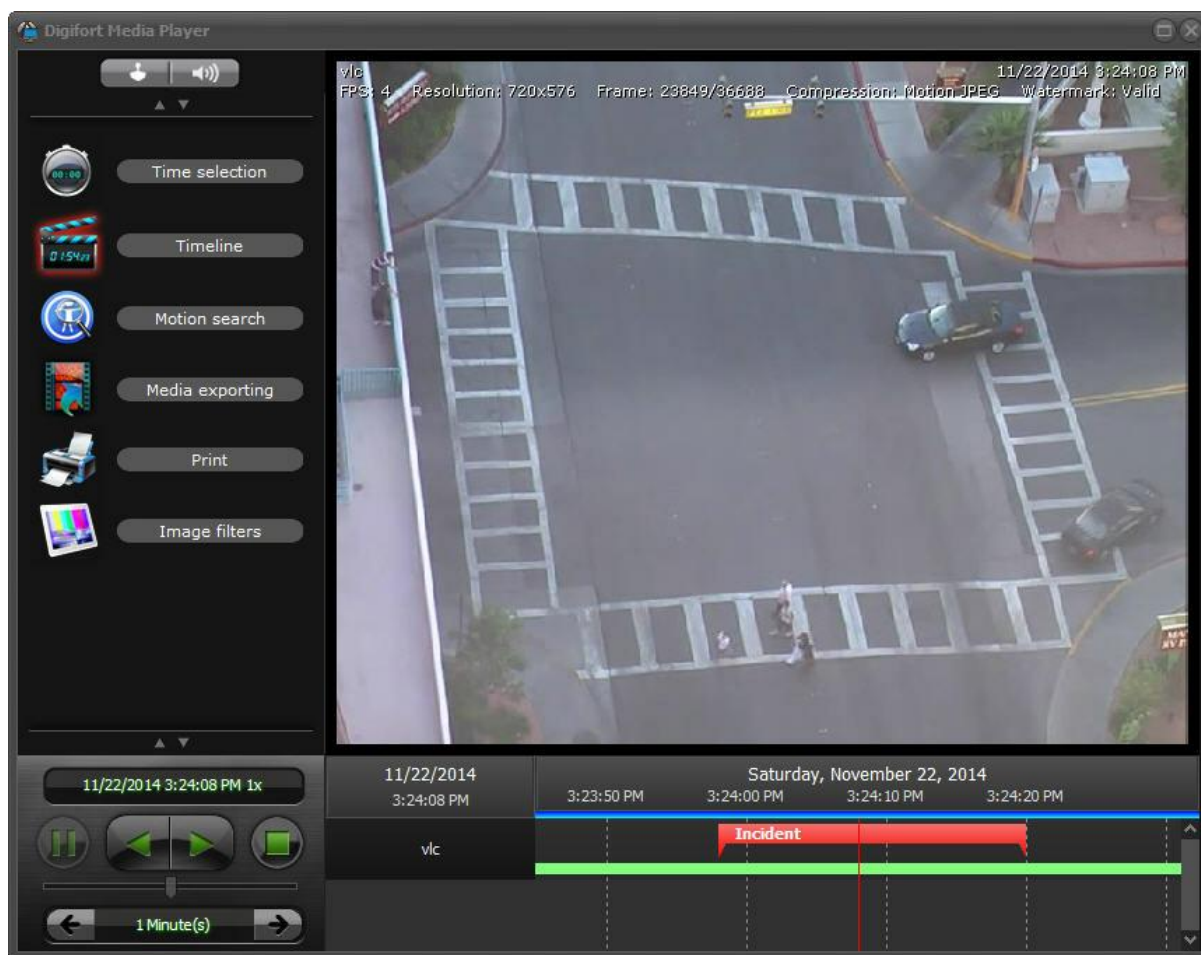 Digifort Media Player
vlc
11/22/2014 3:24:08 PM
FPS: 4 Resolution: 720x576 Frame: 23849/36688 Compression: Motion JPEG Watermark: Valid
00:00
Time selection
Timeline
Motion search
Media exporting
Print
Image filters
11/22/2014 3:24:08 PM 1x
1 Minute(s)
11/22/2014
3:24:08 PM
Saturday, November 22, 2014
3:23:50 PM 3:24:00 PM 3:24:10 PM 3:24:20 PM
vlc
Incident